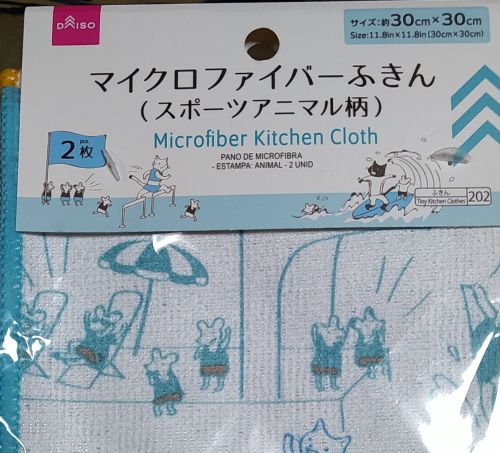 DAISO
サイズ:約30cm×30cm
Size:11.8in×11.8in(30cm×30cm)
マイクロファイバーふきん
(スポーツアニマル柄)
Microfiber Kitchen Cloth
PANO DE MICROFIBRA
- ESTAMPA: ANIMAL - 2 UNID
2 pcs. 枚
ふきん
Tiny Kitchen Clothes 202